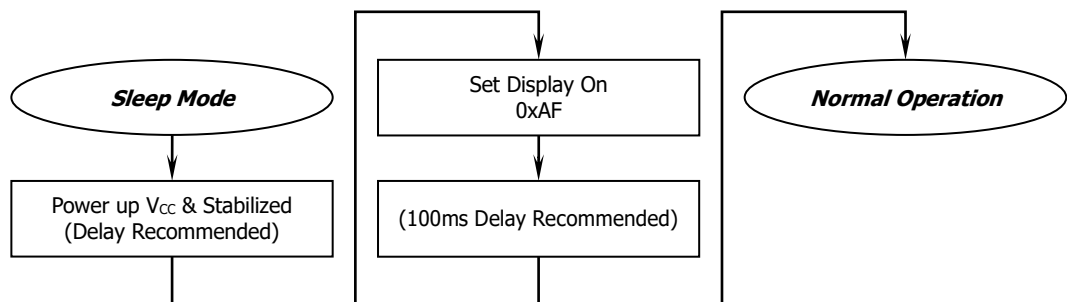 Sleep Mode
Power up VCC & Stabilized
(Delay Recommended)
Set Display On
0xAF
(100ms Delay Recommended)
Normal Operation